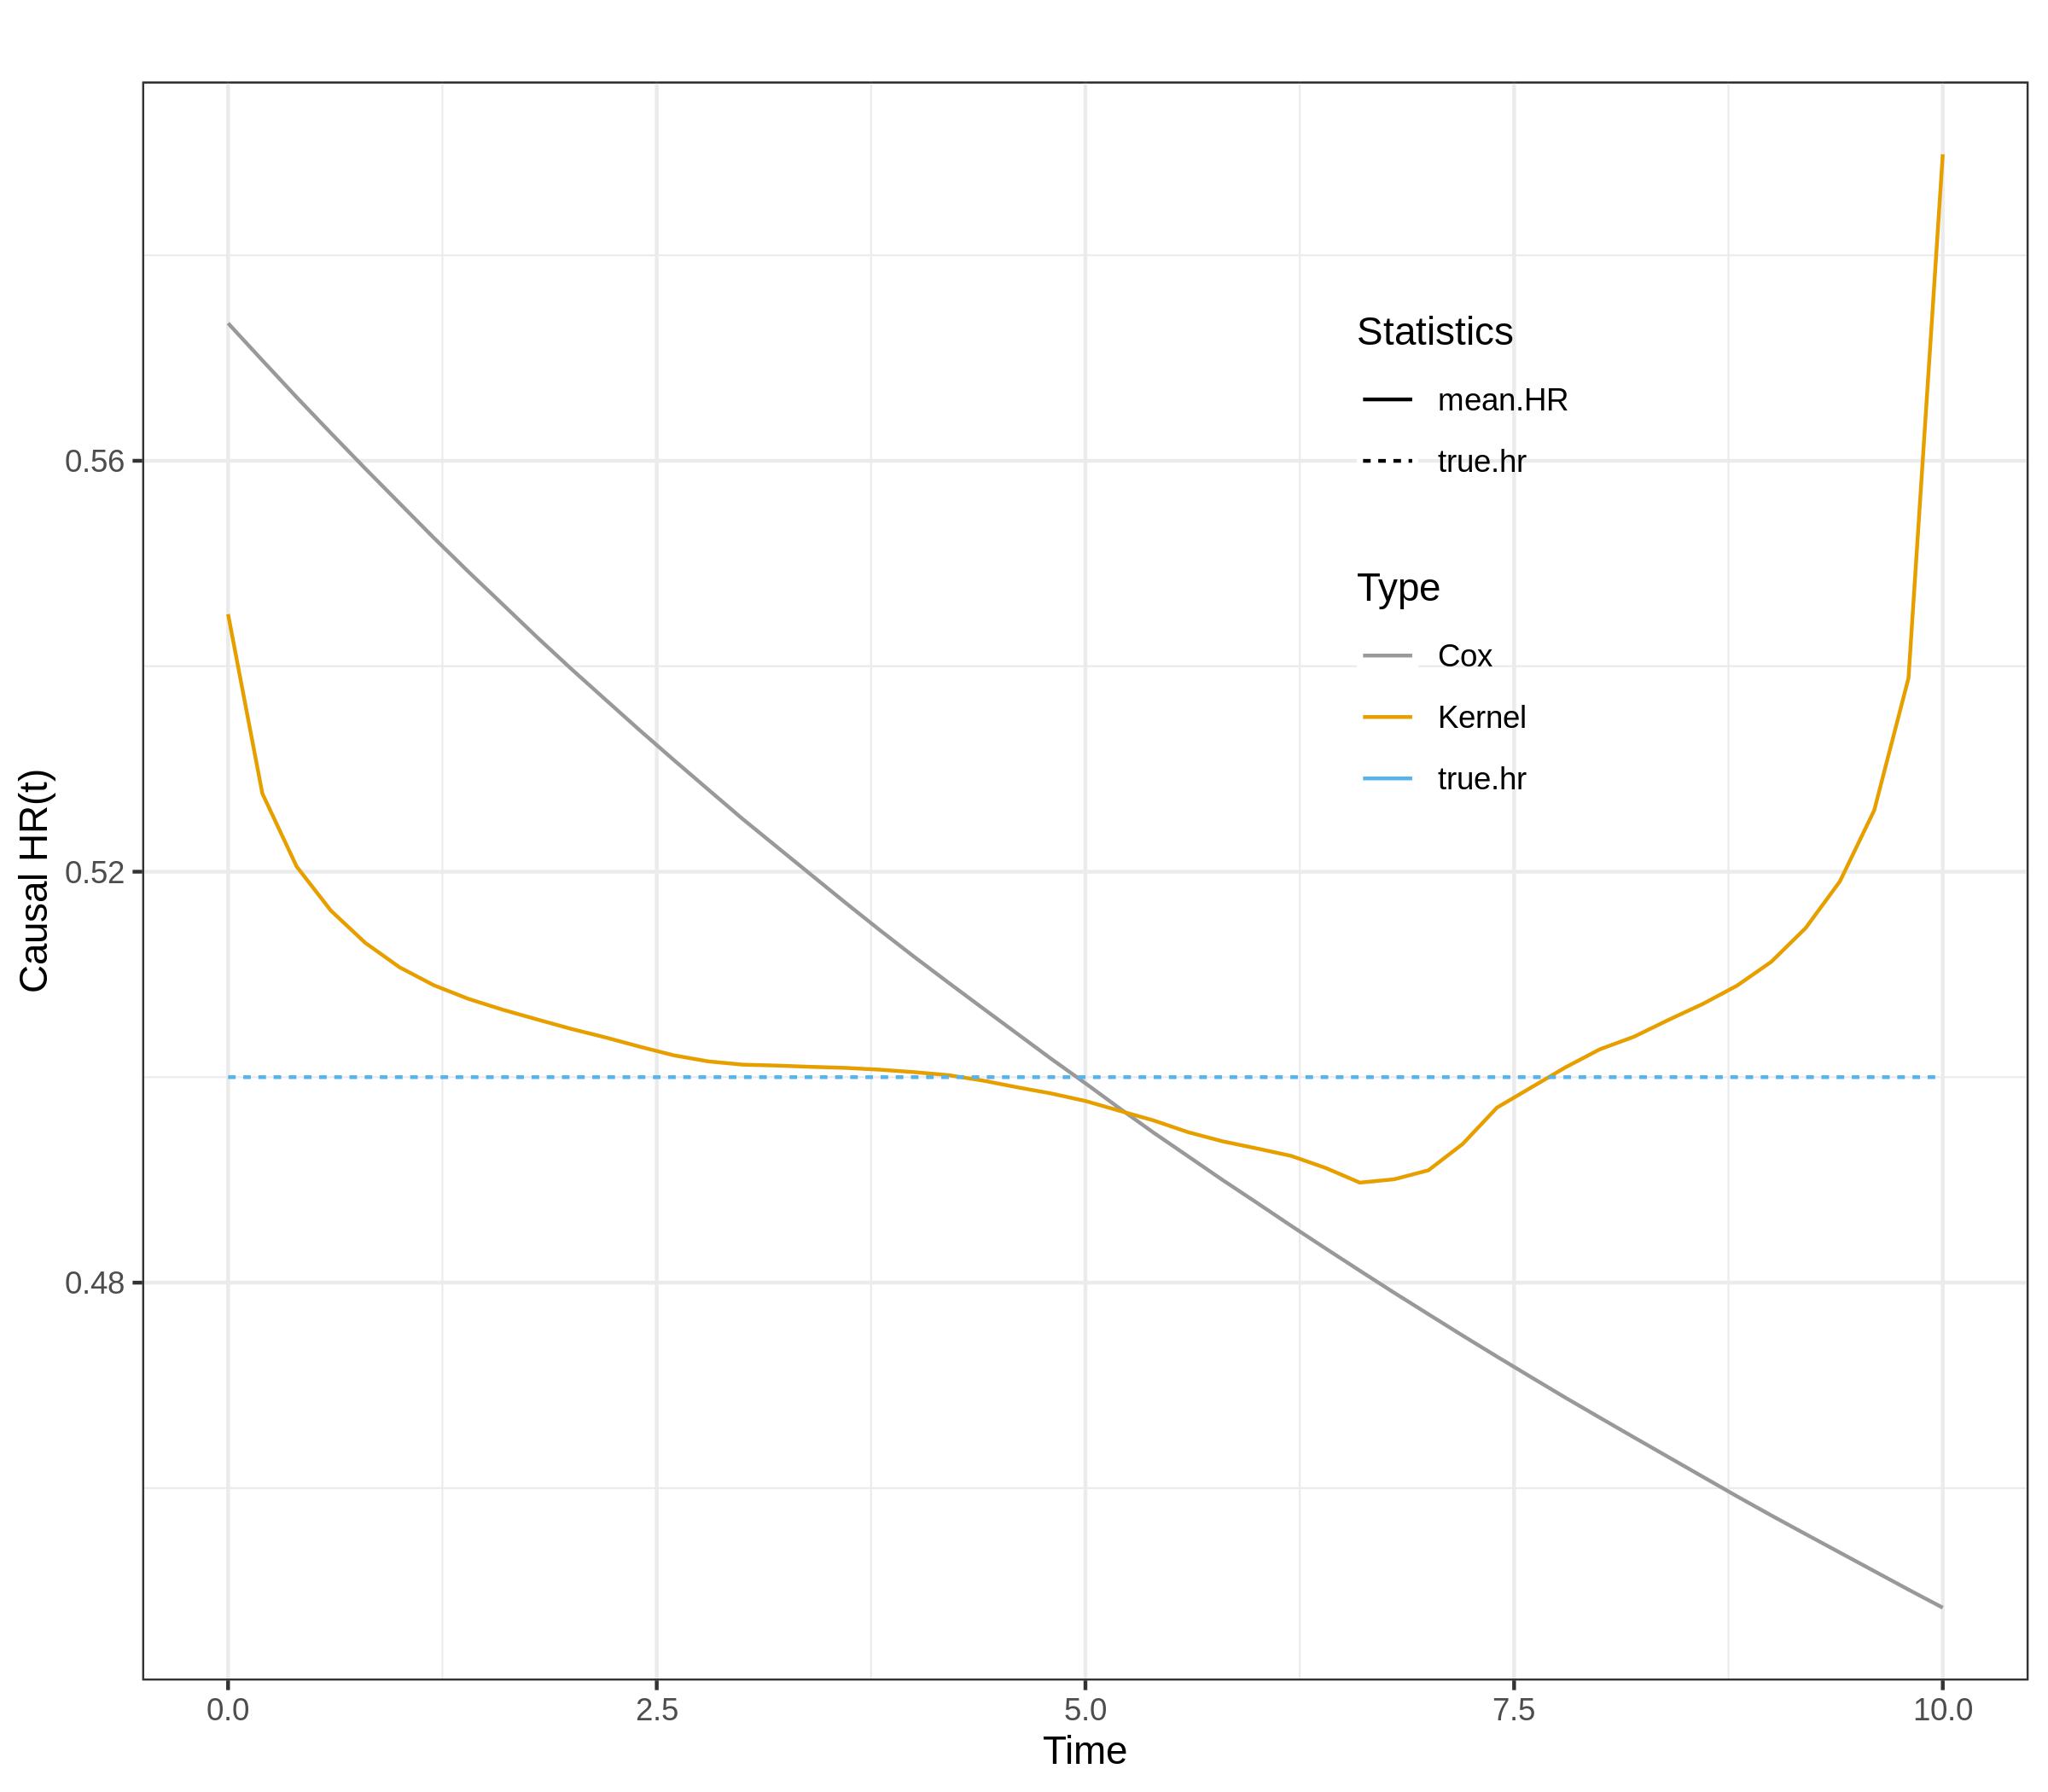 Statistics
mean.HR
true.hr
Type
Cox
Kernel
true.hr
Causal HR(t)
0.56
0.52
0.48
0.0 2.5 5.0 7.5 10.0
Time